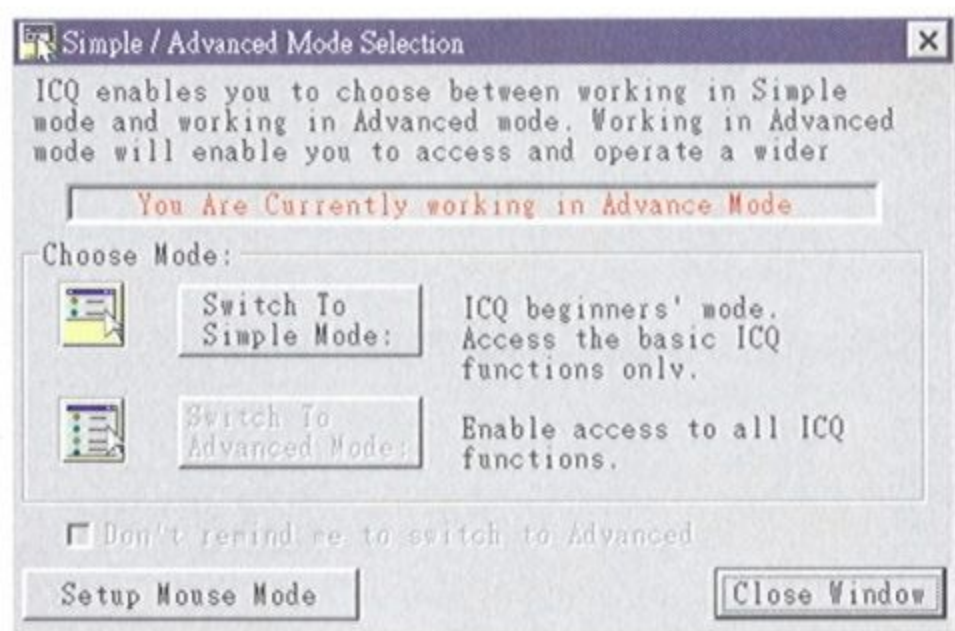 Simple / Advanced Mode Selection
ICQ enables you to choose between working in Simple
mode and working in Advanced mode. Working in Advanced
mode will enable you to access and operate a wider
You Are Currently working in Advance Mode
Choose Mode:
Switch To
Simple Mode:
ICQ beginners' mode.
Access the basic ICQ
functions only.
Switch To
Advanced Mode:
Enable access to all ICQ
functions.
Don't remind me to switch to Advanced
Setup Mouse Mode
Close Window